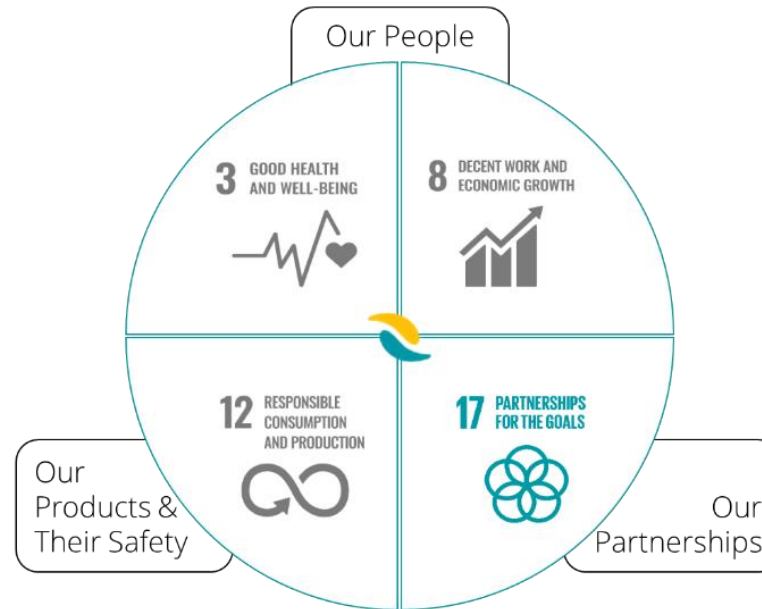 Our People
3 GOOD HEALTH
AND WELL-BEING
8 DECENT WORK AND
ECONOMIC GROWTH
12 RESPONSIBLE
CONSUMPTION
AND PRODUCTION
17 PARTNERSHIPS
FOR THE GOALS
Our
Products &
Their Safety
Our
Partnerships